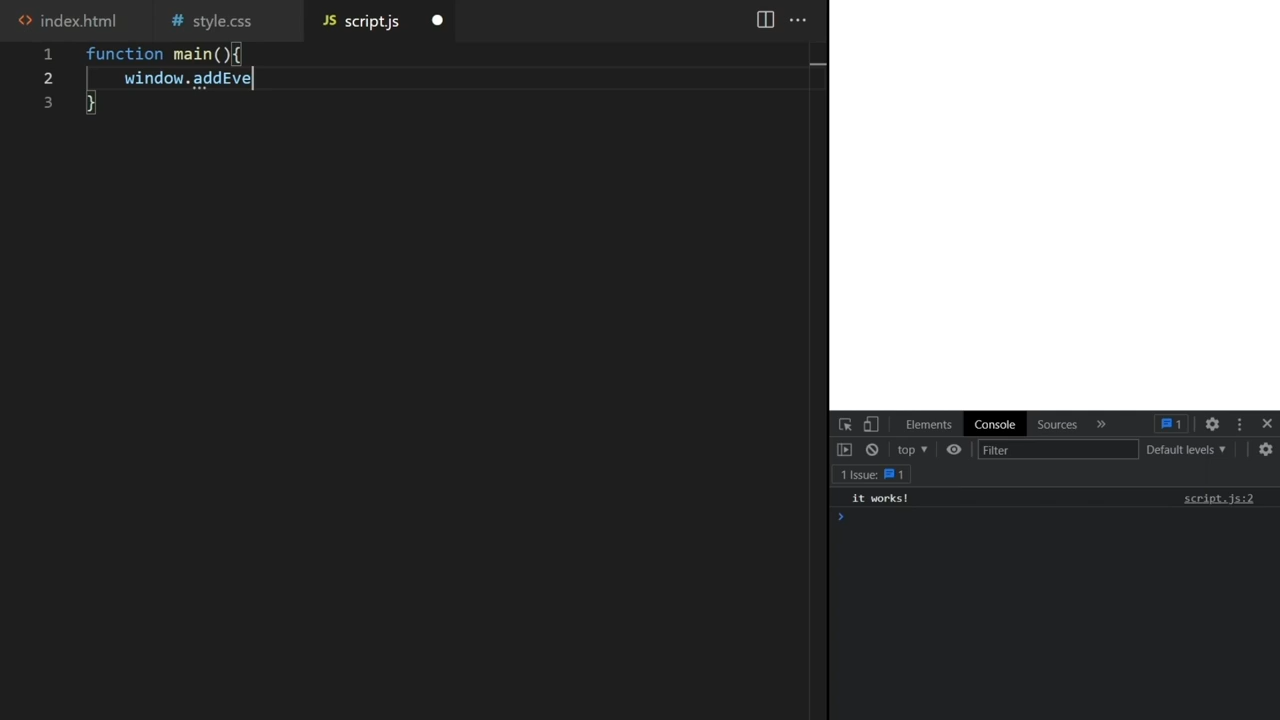 <> index.html # style.css JS script.js
1 function main(){
2 window.addEve
3 }
Elements Console Sources » 1
top ▼ Filter Default levels ▼
1 Issue: 1
it works! script.js:2
>